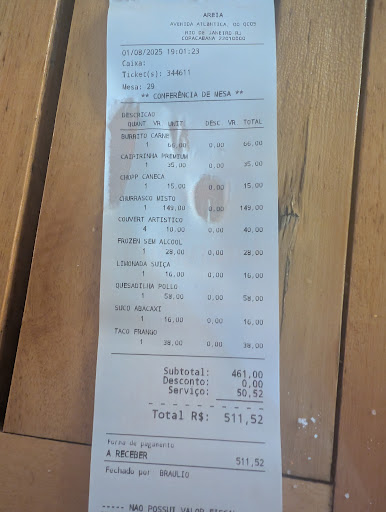 AREIA
AVENIDA ATLANTICA, 00 QC05
RIO DE JANEIRO RJ
COPACABANA 22010000
01/08/2025 19:01:23
Caixa:
Ticket(s): 344611
Mesa: 29
** CONFERÊNCIA DE MESA **
DESCRICAO
QUANT VR UNIT DESC VR TOTAL
BURRITO CARNE
1 66,00 0,00 66,00
CAIPIRINHA PREMIUM
1 35,00 0,00 35,00
CHOPP CANECA
1 15,00 0,00 15,00
CHURRASCO MISTO
1 149,00 0,00 149,00
COUVERT ARTISTICO
4 10,00 0,00 40,00
FROZEN SEM ALCOOL
1 28,00 0,00 28,00
LIMONADA SUIÇA
1 16,00 0,00 16,00
QUESADILHA POLLO
1 58,00 0,00 58,00
SUCO ABACAXI
1 16,00 0,00 16,00
TACO FRANGO
1 38,00 0,00 38,00
Subtotal: 461,00
Desconto: 0,00
Serviço: 50,52
Total R$: 511,52
Forma de pagamento
A RECEBER 511,52
Fechado por BRAULIO
----- NAO POSSUI VALOR FISCAL